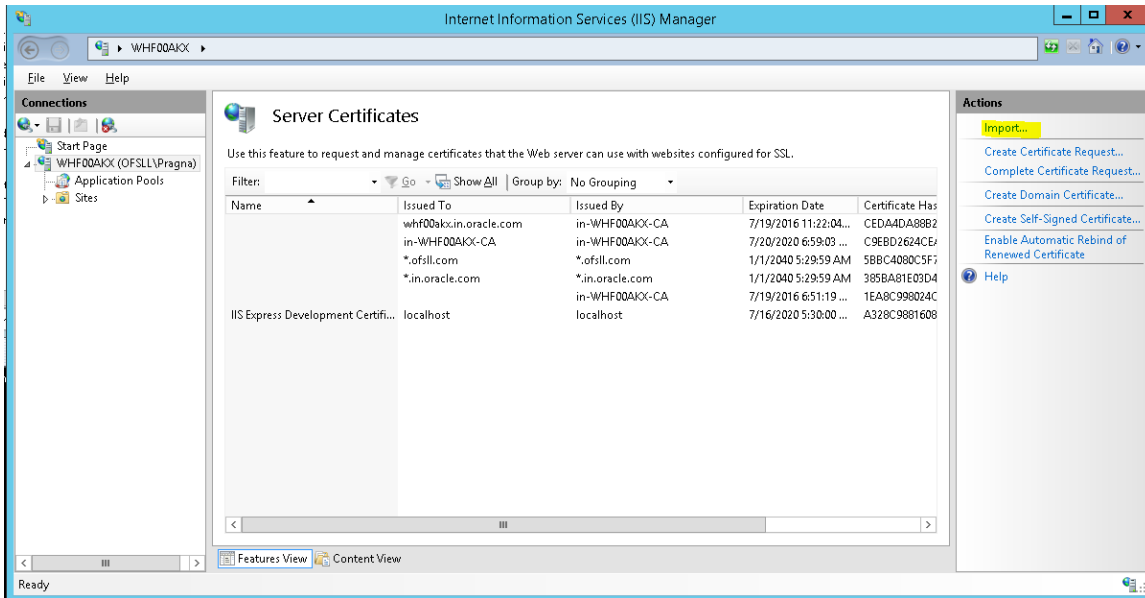 Internet Information Services (IIS) Manager
WHF00AKX
File View Help
Connections
Start Page
WHF00AKX (OFSLL\Pragna)
Application Pools
Sites
Server Certificates
Use this feature to request and manage certificates that the Web server can use with websites configured for SSL.
Filter: Go Show All Group by: No Grouping
Name Issued To Issued By Expiration Date Certificate Has
whf00akx.in.oracle.com in-WHF00AKX-CA 7/19/2016 11:22:04... CEDA4DA88B2
in-WHF00AKX-CA in-WHF00AKX-CA 7/20/2020 6:59:03 ... C9EBD2624CEA
*.ofsll.com *.ofsll.com 1/1/2040 5:29:59 AM 5BBC4080C5F7
*.in.oracle.com *.in.oracle.com 1/1/2040 5:29:59 AM 385BA81E03D4
in-WHF00AKX-CA 7/19/2016 6:51:19 ... 1EA8C998024C
IIS Express Development Certifi... localhost localhost 7/16/2020 5:30:00 ... A328C9881608
Features View Content View
Actions
Import...
Create Certificate Request...
Complete Certificate Request...
Create Domain Certificate...
Create Self-Signed Certificate...
Enable Automatic Rebind of
Renewed Certificate
Help
Ready